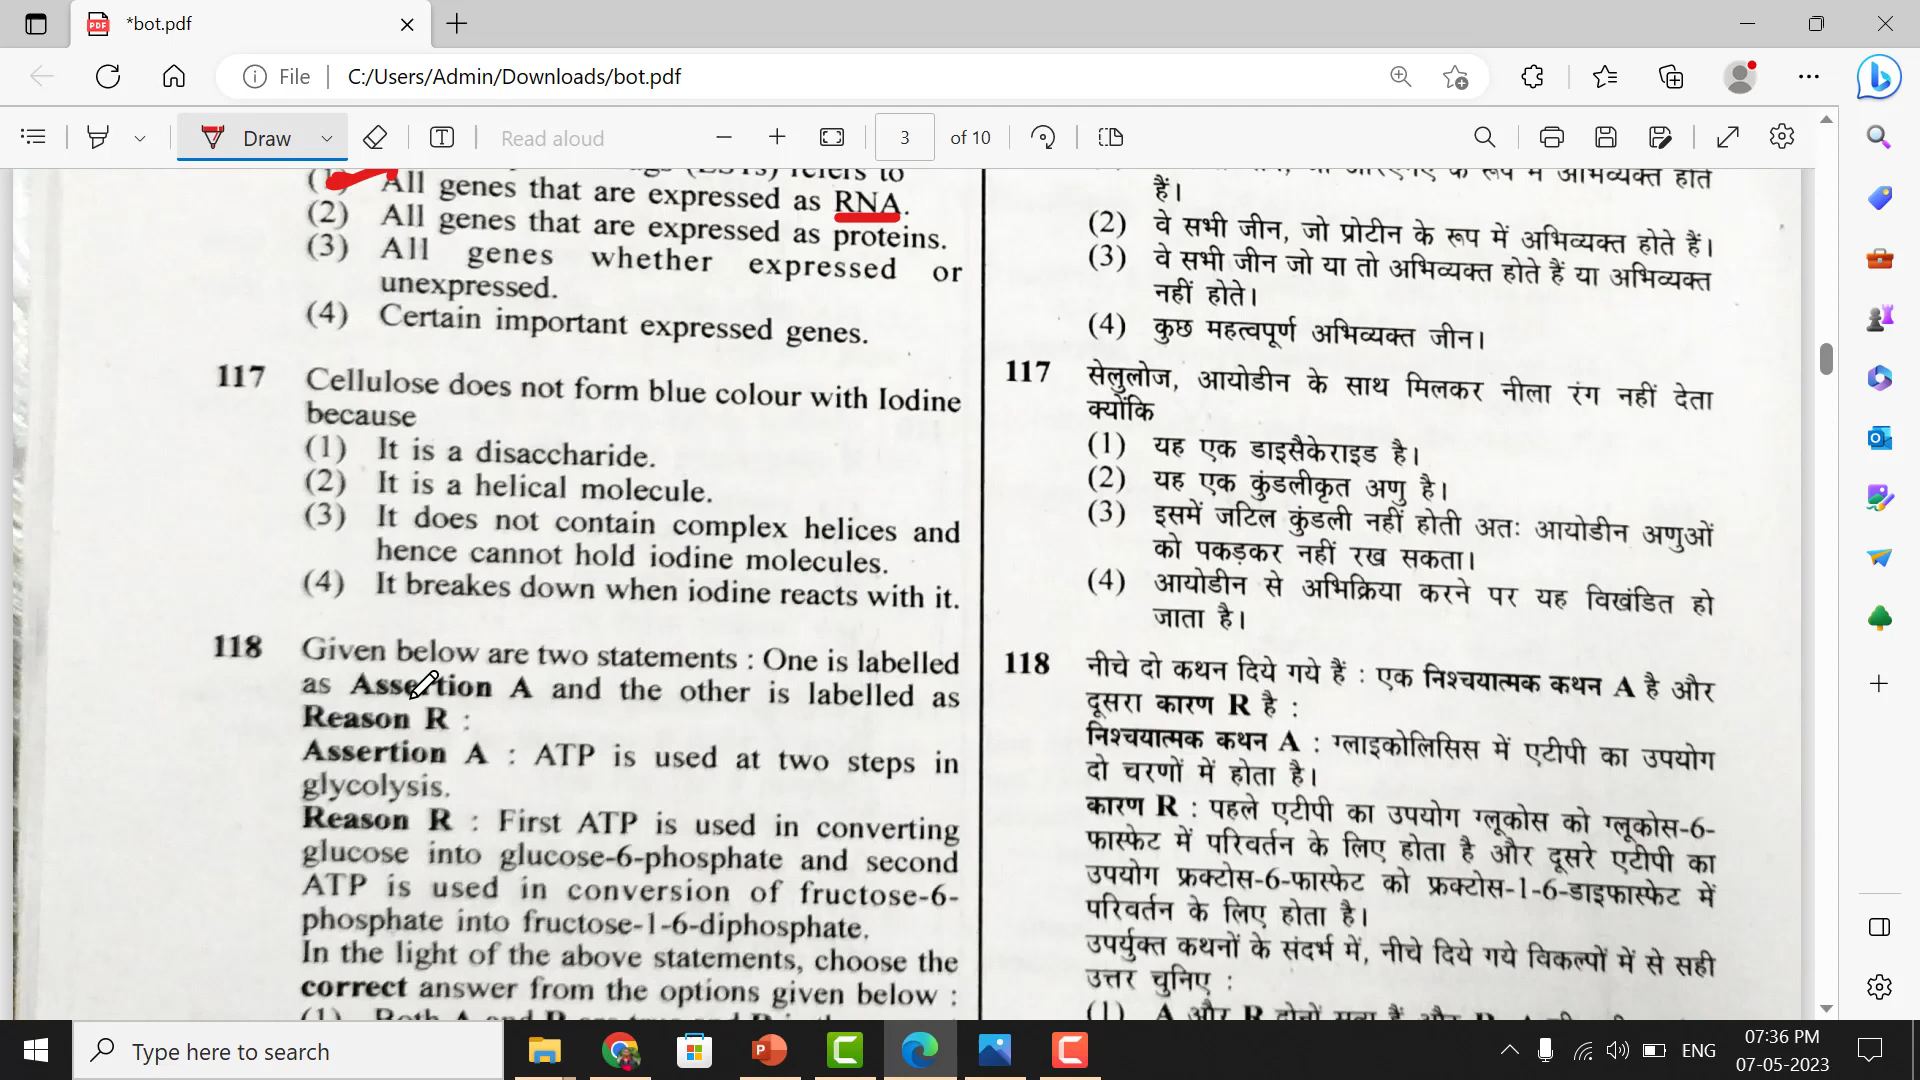 *bot.pdf
File
C:/Users/Admin/Downloads/bot.pdf
Draw
Read aloud
3
of 10
refers to
All genes that are expressed as RNA.
(2) All genes that are expressed as proteins.
(3) All genes whether expressed or
unexpressed.
(4) Certain important expressed genes.
117 Cellulose does not form blue colour with Iodine
because
(1) It is a disaccharide.
(2) It is a helical molecule.
(3) It does not contain complex helices and
hence cannot hold iodine molecules.
(4) It breakes down when iodine reacts with it.
118 Given below are two statements : One is labelled
as Assertion A and the other is labelled as
Reason R :
Assertion A : ATP is used at two steps in
glycolysis.
Reason R : First ATP is used in converting
glucose into glucose-6-phosphate and second
ATP is used in conversion of fructose-6-
phosphate into fructose-1-6-diphosphate.
In the light of the above statements, choose the
correct answer from the options given below :
हैं।
(2) वे सभी जीन, जो प्रोटीन के रूप में अभिव्यक्त होते हैं।
(3) वे सभी जीन जो या तो अभिव्यक्त होते हैं या अभिव्यक्त
नहीं होते।
(4) कुछ महत्वपूर्ण अभिव्यक्त जीन।
117 सेलुलोज, आयोडीन के साथ मिलकर नीला रंग नहीं देता
क्योंकि
(1) यह एक डाइसैकेराइड है।
(2) यह एक कुंडलीकृत अणु है।
(3) इसमें जटिल कुंडली नहीं होती अतः आयोडीन अणुओं
को पकड़कर नहीं रख सकता।
(4) आयोडीन से अभिक्रिया करने पर यह विखंडित हो
जाता है।
118 नीचे दो कथन दिये गये हैं : एक निश्चयात्मक कथन A है और
दूसरा कारण R है :
निश्चयात्मक कथन A : ग्लाइकोलिसिस में एटीपी का उपयोग
दो चरणों में होता है।
कारण R : पहले एटीपी का उपयोग ग्लूकोस को ग्लूकोस-6-
फास्फेट में परिवर्तन के लिए होता है और दूसरे एटीपी का
उपयोग फ्रक्टोस-6-फास्फेट को फ्रक्टोस-1-6-डाइफास्फेट में
परिवर्तन के लिए होता है।
उपर्युक्त कथनों के संदर्भ में, नीचे दिये गये विकल्पों में से सही
उत्तर चुनिए :
Type here to search
ENG
07:36 PM
07-05-2023